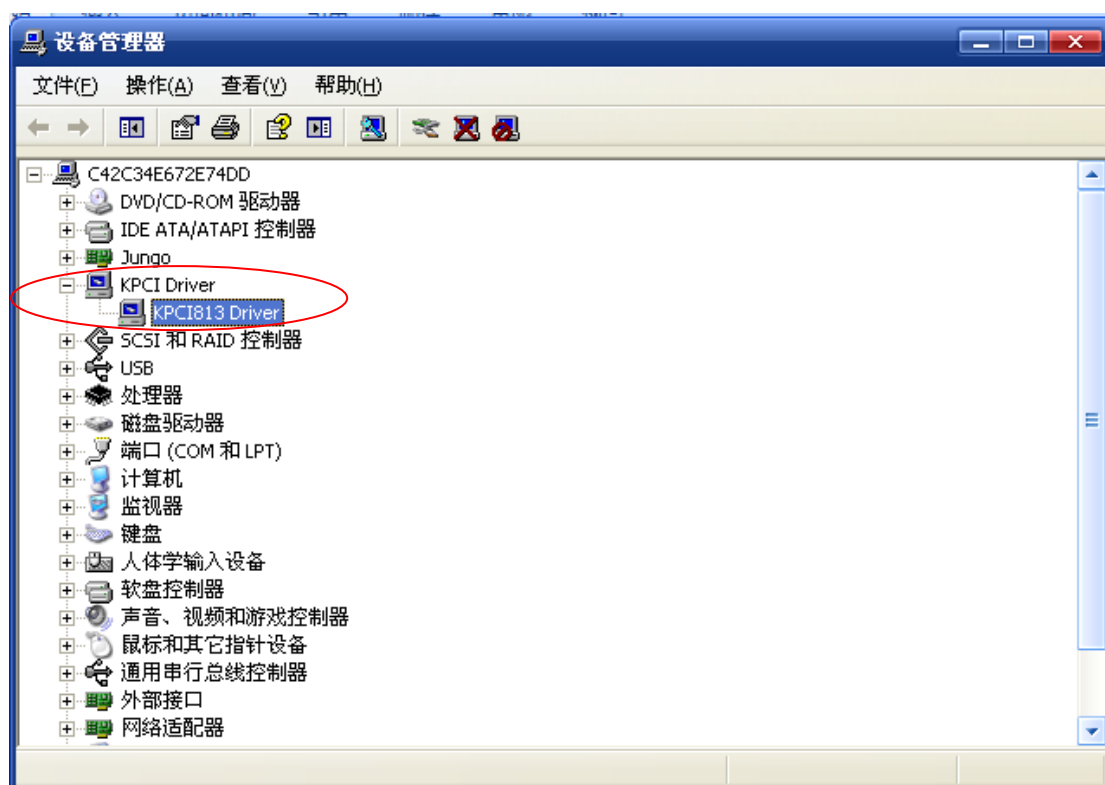 设备管理器
文件(F) 操作(A) 查看(V) 帮助(H)
C42C34E672E74DD
DVD/CD-ROM 驱动器
IDE ATA/ATAPI 控制器
Jungo
KPCI Driver
KPCI813 Driver
SCSI 和 RAID 控制器
USB
处理器
磁盘驱动器
端口 (COM 和 LPT)
计算机
监视器
键盘
人体学输入设备
软盘控制器
声音、视频和游戏控制器
鼠标和其它指针设备
通用串行总线控制器
外部接口
网络适配器